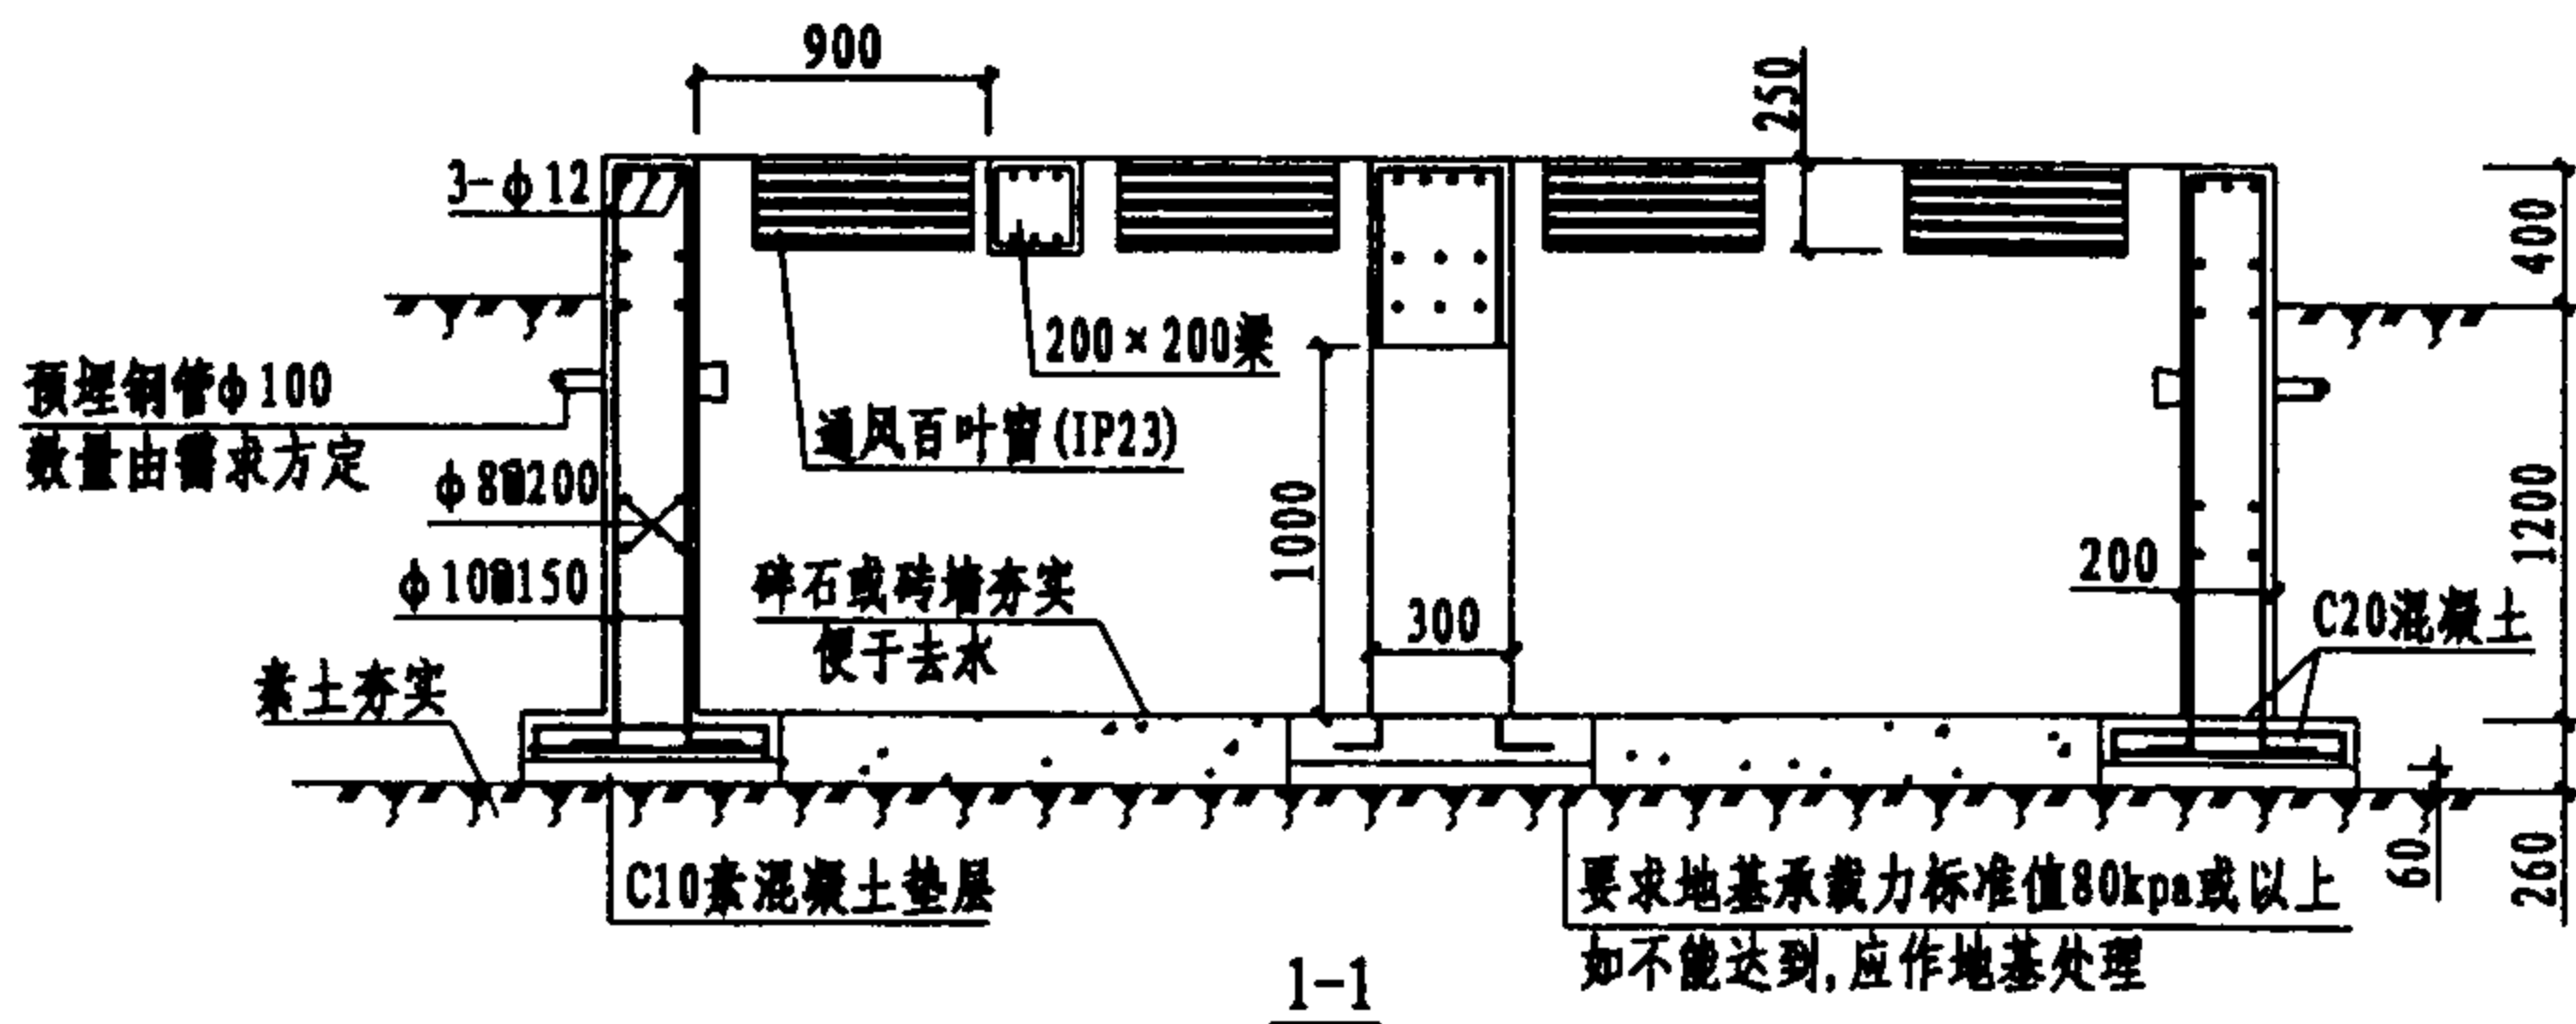 900
250
3-ф12
400
200×200梁
预埋钢管ф100
数量由需求方定
通风百叶窗(IP23)
ф8@200
1000
1200
ф10@150
碎石或砖墙夯实
便于去水
200
300
C20混凝土
素土夯实
C10素混凝土垫层
要求地基承载力标准值80kpa或以上
如不能达到,应作地基处理
60
260
1-1